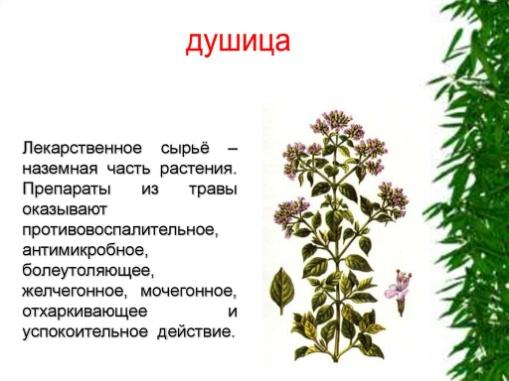 душица
Лекарственное сырьё –
наземная часть растения.
Препараты из травы
оказывают
противовоспалительное,
антимикробное,
болеутоляющее,
желчегонное, мочегонное,
отхаркивающее и
успокоительное действие.